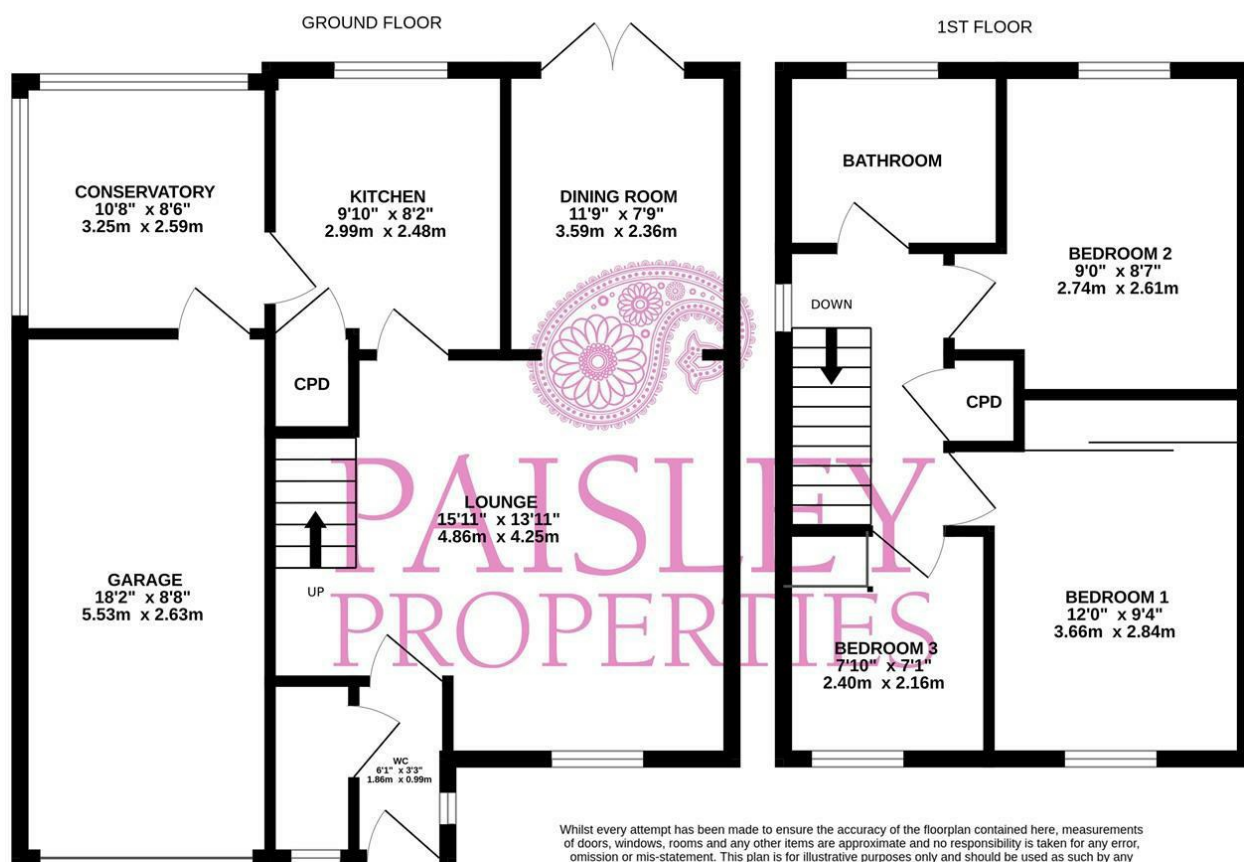 GROUND FLOOR
1ST FLOOR
CONSERVATORY
10'8" x 8'6"
3.25m x 2.59m
KITCHEN
9'10" x 8'2"
2.99m x 2.48m
DINING ROOM
11'9" x 7'9"
3.59m x 2.36m
BATHROOM
BEDROOM 2
9'0" x 8'7"
2.74m x 2.61m
DOWN
CPD
CPD
PAISLEY
PROPERTIES
LOUNGE
15'11" x 13'11"
4.86m x 4.25m
GARAGE
18'2" x 8'8"
5.53m x 2.63m
UP
BEDROOM 1
12'0" x 9'4"
3.66m x 2.84m
BEDROOM 3
7'10" x 7'1"
2.40m x 2.16m
WC
6'1" x 3'3"
1.86m x 0.99m
Whilst every attempt has been made to ensure the accuracy of the floorplan contained here, measurements
of doors, windows, rooms and any other items are approximate and no responsibility is taken for any error,
omission or mis-statement. This plan is for illustrative purposes only and should be used as such by any